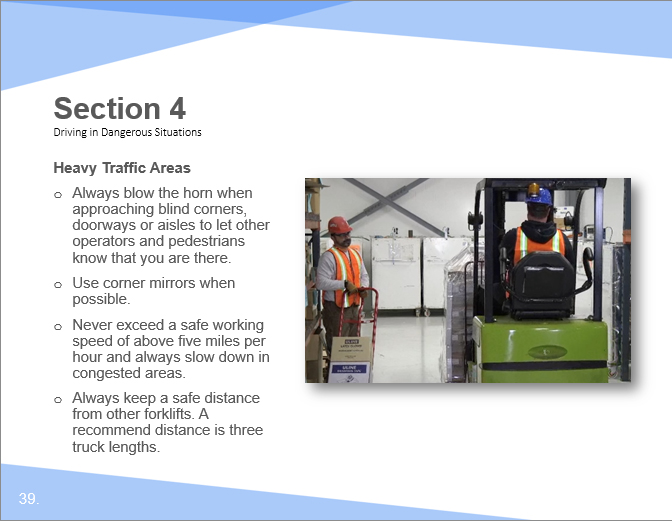 Section 4
Driving in Dangerous Situations
Heavy Traffic Areas
o Always blow the horn when
approaching blind corners,
doorways or aisles to let other
operators and pedestrians
know that you are there.
o Use corner mirrors when
possible.
o Never exceed a safe working
speed of above five miles per
hour and always slow down in
congested areas.
o Always keep a safe distance
from other forklifts. A
recommend distance is three
truck lengths.
ULINE
ULINE
39.